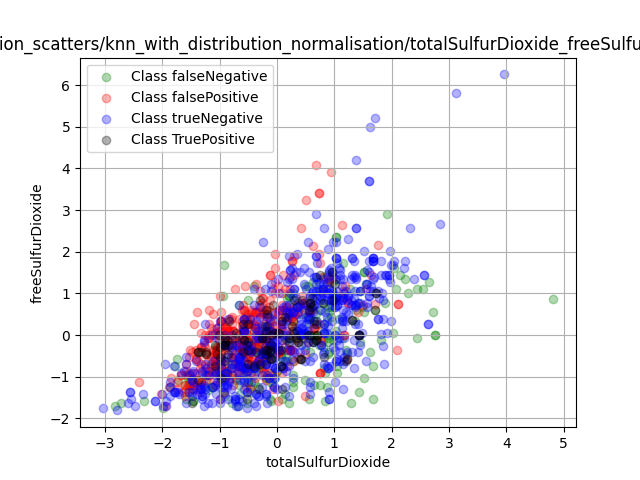 ion_scatters/knn_with_distribution_normalisation/totalSulfurDioxide_freeSulfu
Class falseNegative
Class falsePositive
Class trueNegative
Class TruePositive
freeSulfurDioxide
6
5
4
3
2
1
0
−1
−2
−3 −2 −1 0 1 2 3 4 5
totalSulfurDioxide